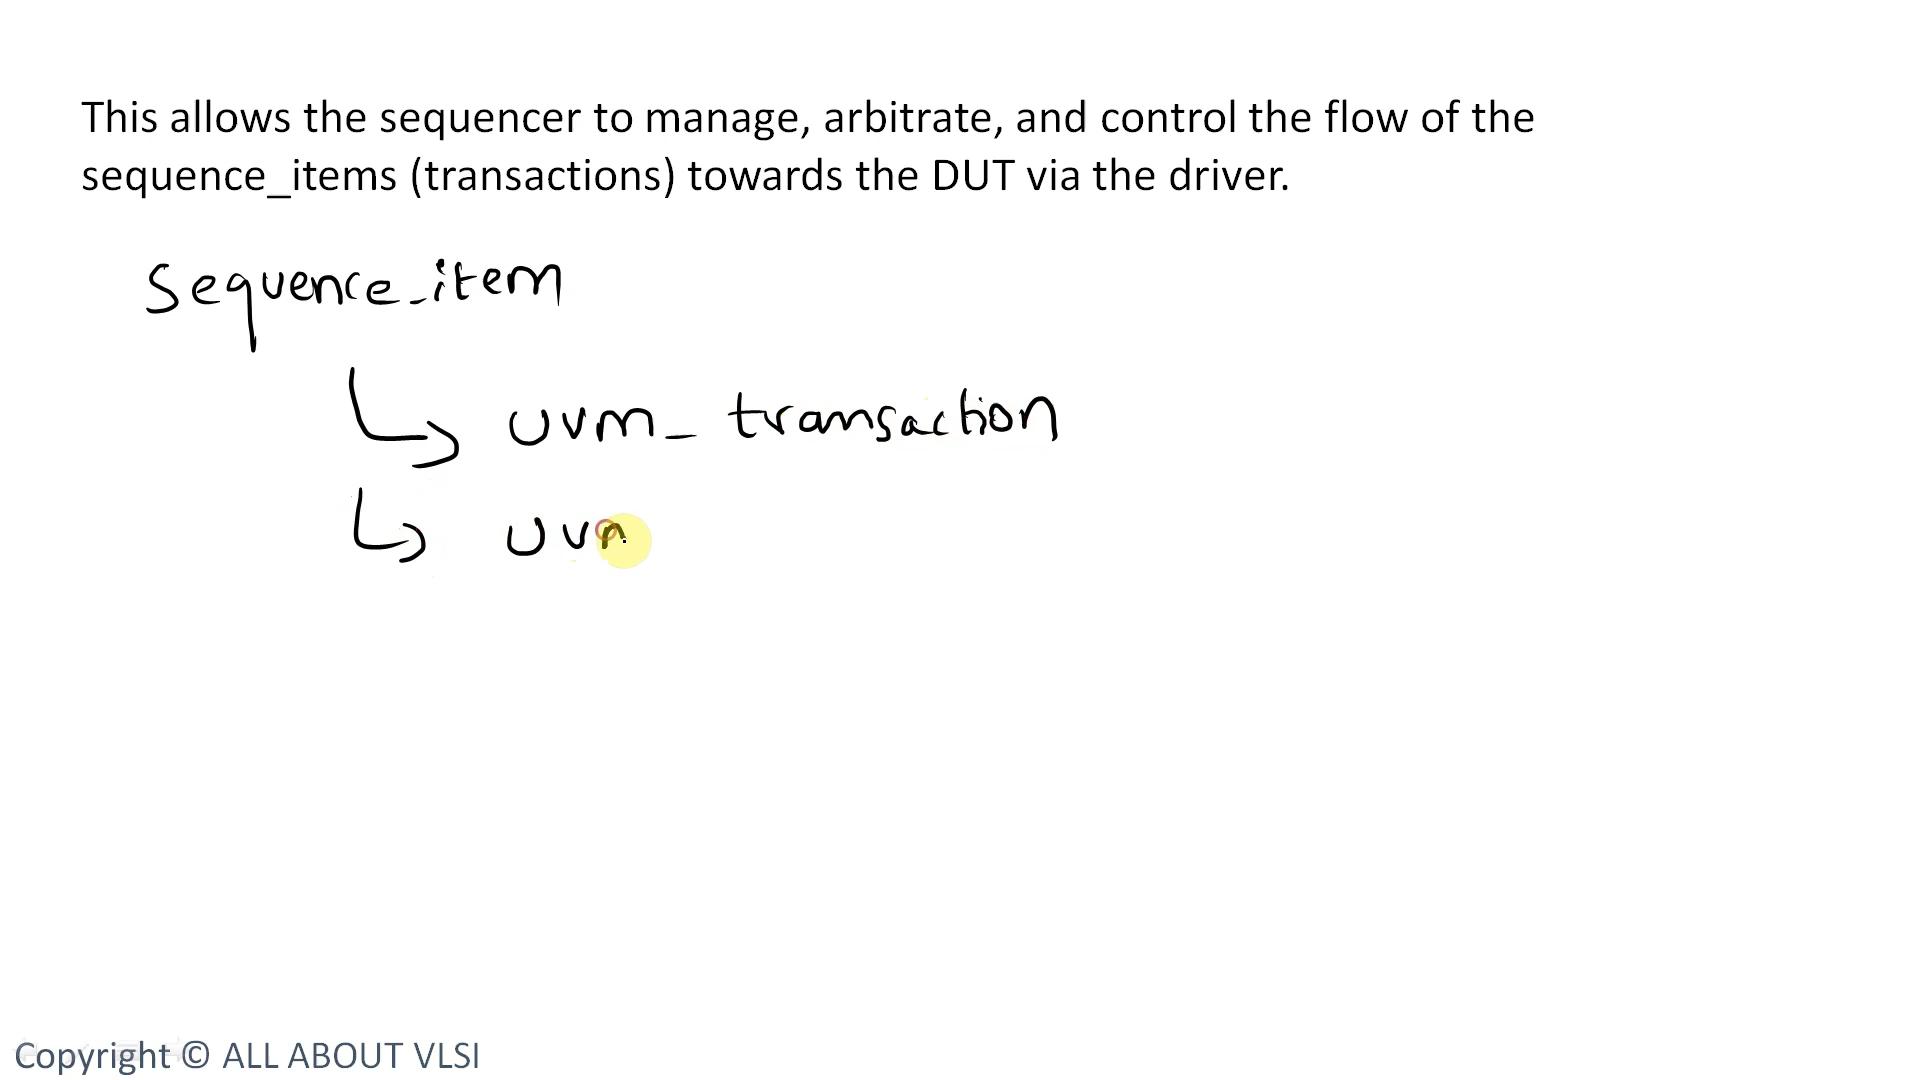 This allows the sequencer to manage, arbitrate, and control the flow of the
sequence_items (transactions) towards the DUT via the driver.
Sequence_item
↳ uvm_transaction
↳ uvm
Copyright © ALL ABOUT VLSI